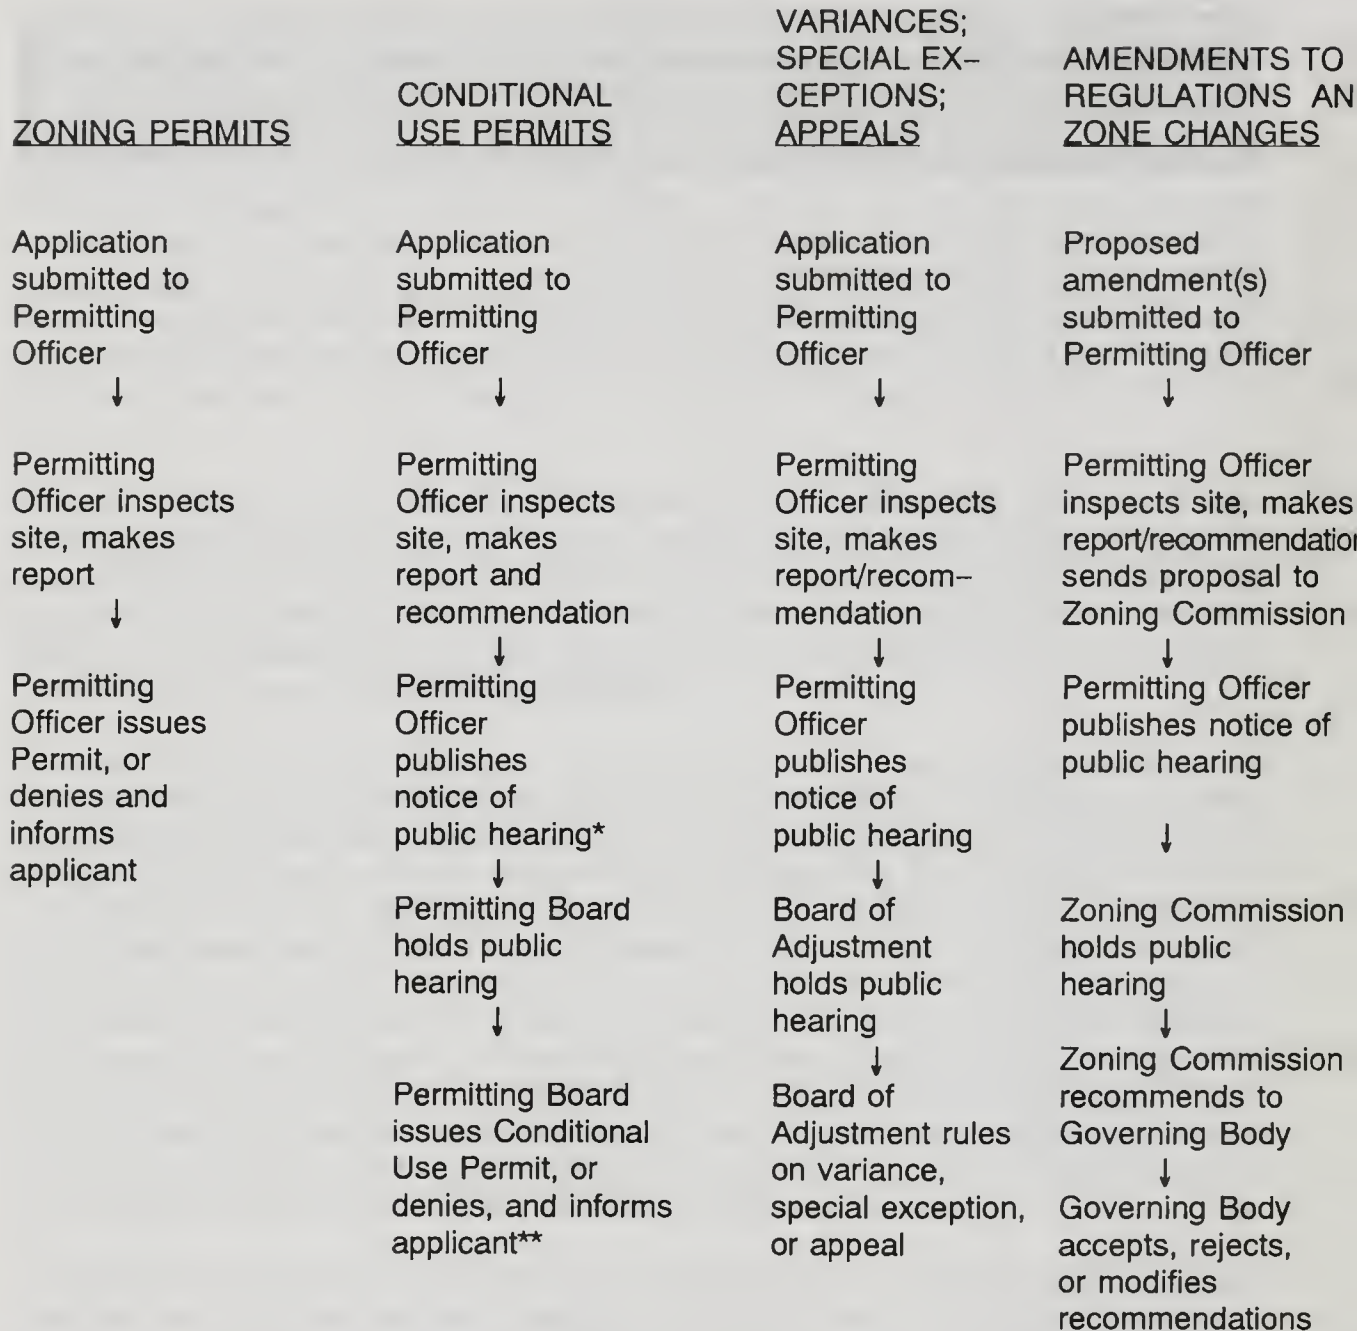 ZONING PERMITS
Application
submitted to
Permitting
Officer
↓
Permitting
Officer inspects
site, makes
report
↓
Permitting
Officer issues
Permit, or
denies and
informs
applicant
CONDITIONAL
USE PERMITS
Application
submitted to
Permitting
Officer
↓
Permitting
Officer inspects
site, makes
report and
recommendation
↓
Permitting
Officer
publishes
notice of
public hearing*
↓
Permitting Board
holds public
hearing
↓
Permitting Board
issues Conditional
Use Permit, or
denies, and informs
applicant**
VARIANCES;
SPECIAL EX–
CEPTIONS;
APPEALS
Application
submitted to
Permitting
Officer
↓
Permitting
Officer inspects
site, makes
report/recom–
mendation
↓
Permitting
Officer
publishes
notice of
public hearing
↓
Board of
Adjustment
holds public
hearing
↓
Board of
Adjustment rules
on variance,
special exception,
or appeal
AMENDMENTS TO
REGULATIONS AN
ZONE CHANGES
Proposed
amendment(s)
submitted to
Permitting Officer
↓
Permitting Officer
inspects site, makes
report/recommendation
sends proposal to
Zoning Commission
↓
Permitting Officer
publishes notice of
public hearing
↓
Zoning Commission
holds public
hearing
↓
Zoning Commission
recommends to
Governing Body
↓
Governing Body
accepts, rejects,
or modifies
recommendations